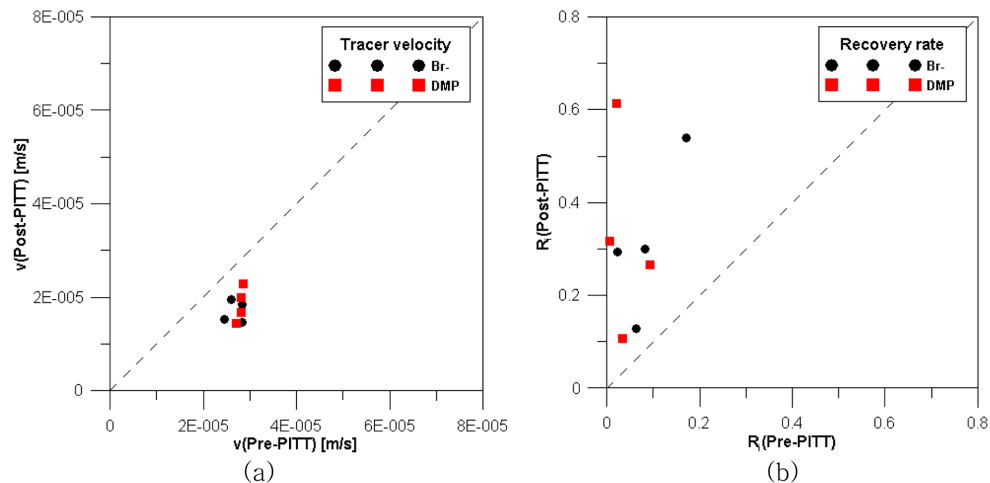 8E-005
6E-005
4E-005
2E-005
0
v(Post-PITT) [m/s]
Tracer velocity
Br-
DMP
0
2E-005
4E-005
6E-005
8E-005
v(Pre-PITT) [m/s]
(a)
0.8
0.6
0.4
0.2
0
Ri(Post-PITT)
Recovery rate
Br-
DMP
0
0.2
0.4
0.6
0.8
Ri(Pre-PITT)
(b)